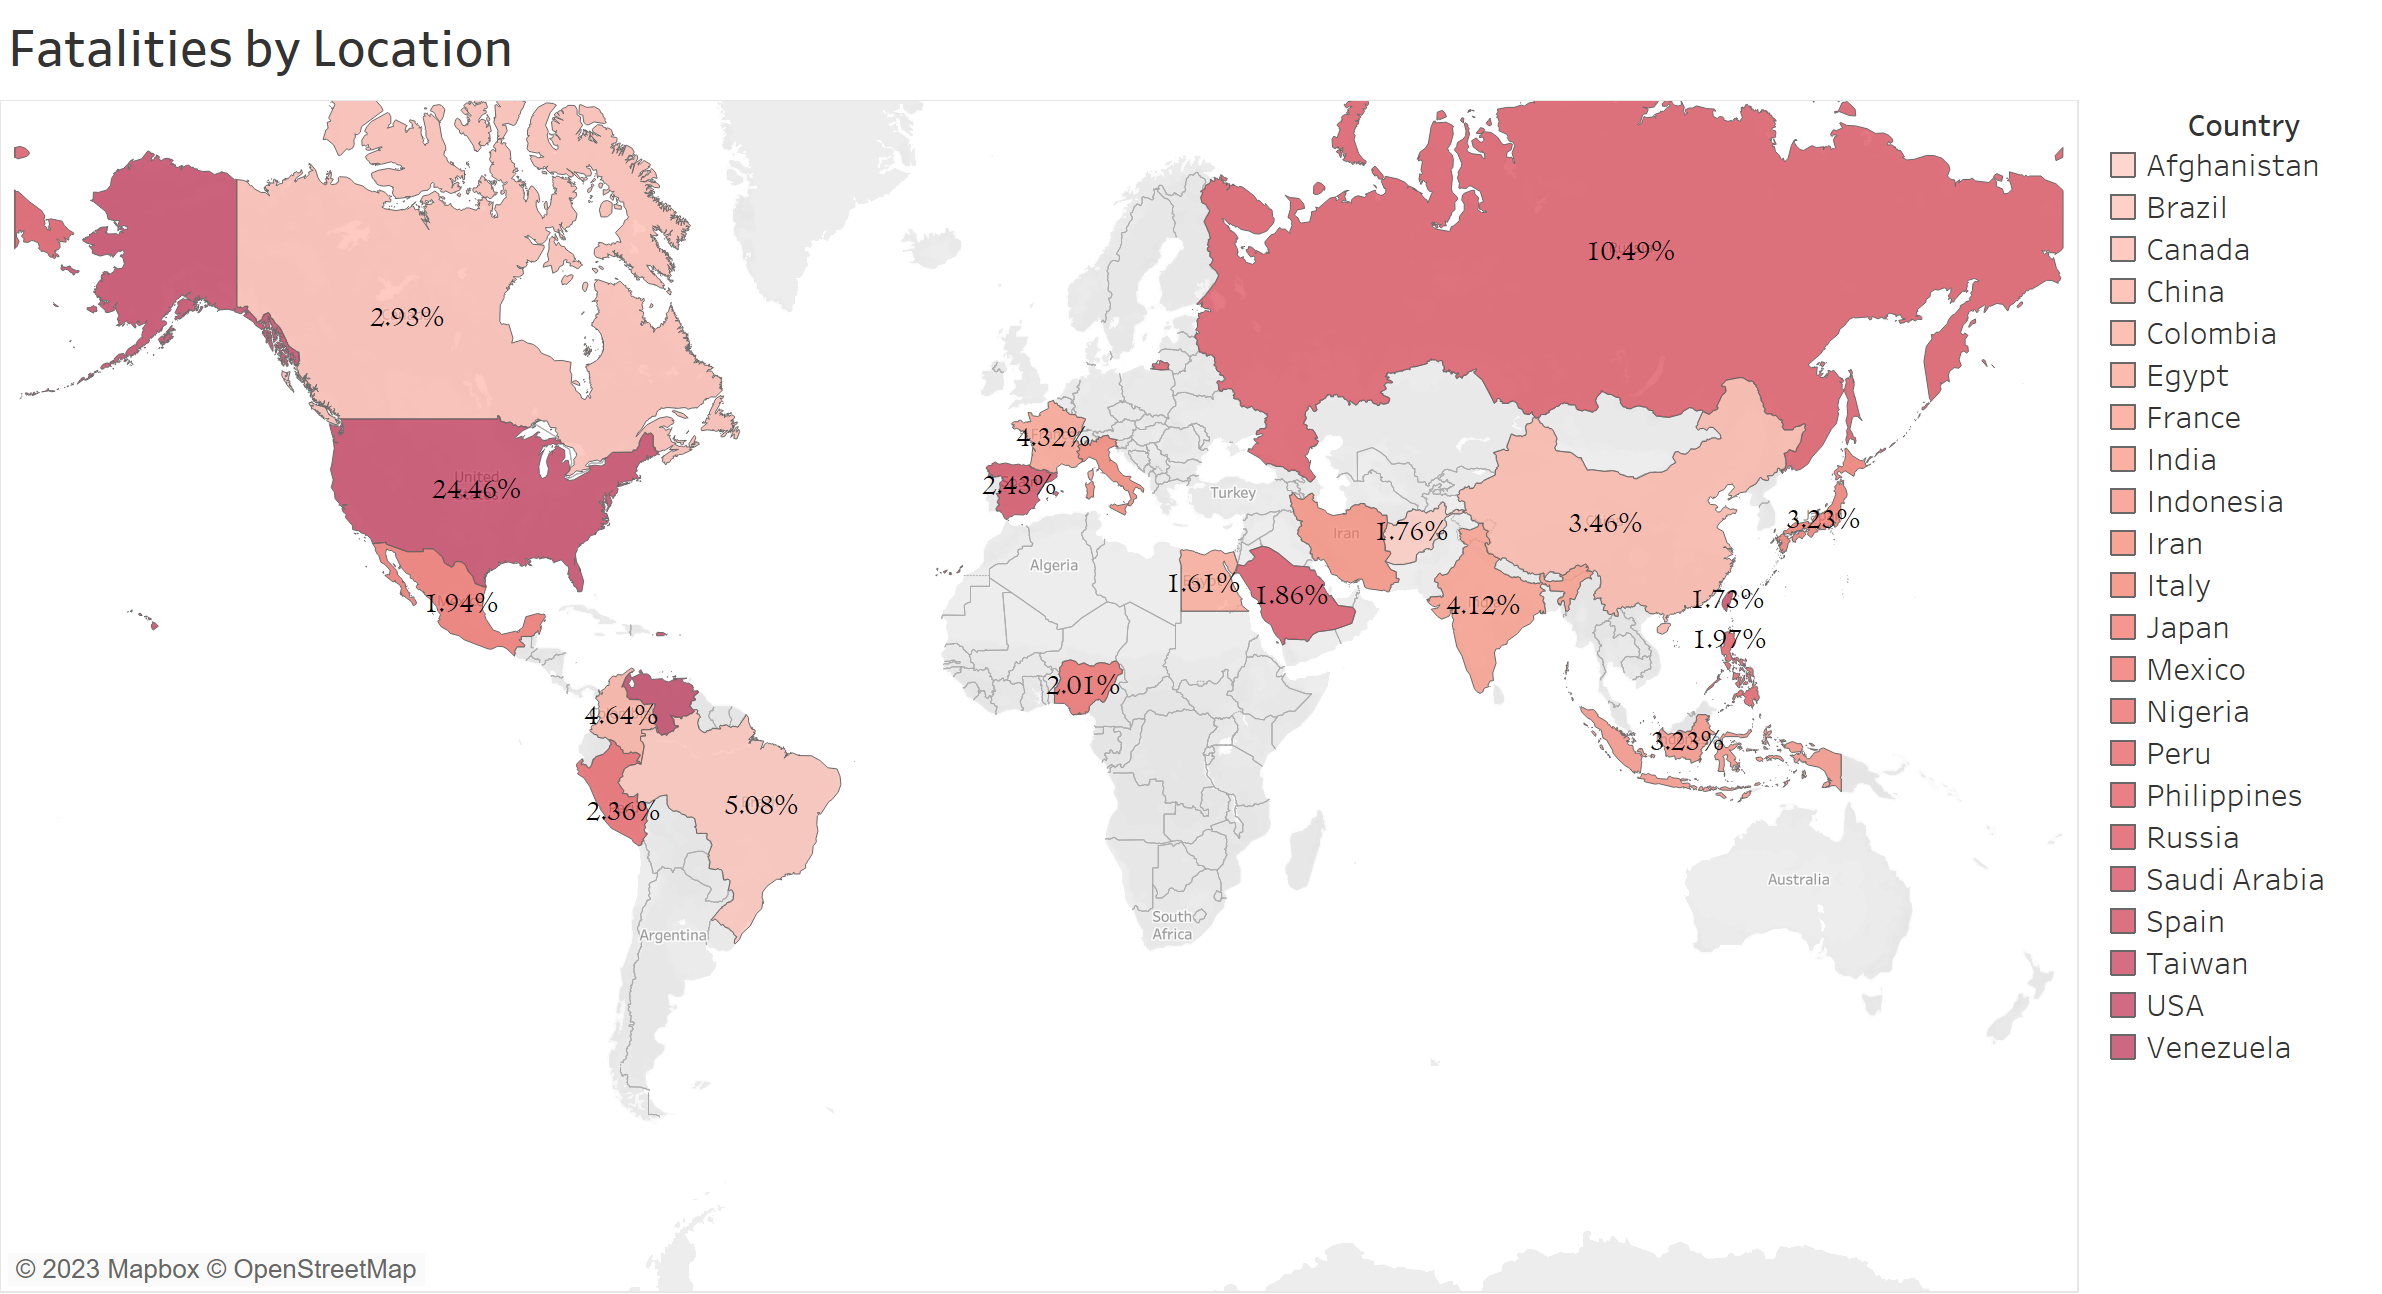 Fatalities by Location
10.49%
2.93%
4.32%
United
24.46%
2.43%
Turkey
3.46%
3.23%
Iran
1.76%
Algeria
1.61%
1.86%
4.12%
1.73%
1.94%
1.97%
2.01%
4.64%
3.23%
2.36%
5.08%
Australia
South
Africa
Argentina
© 2023 Mapbox © OpenStreetMap
Country
Afghanistan
Brazil
Canada
China
Colombia
Egypt
France
India
Indonesia
Iran
Italy
Japan
Mexico
Nigeria
Peru
Philippines
Russia
Saudi Arabia
Spain
Taiwan
USA
Venezuela